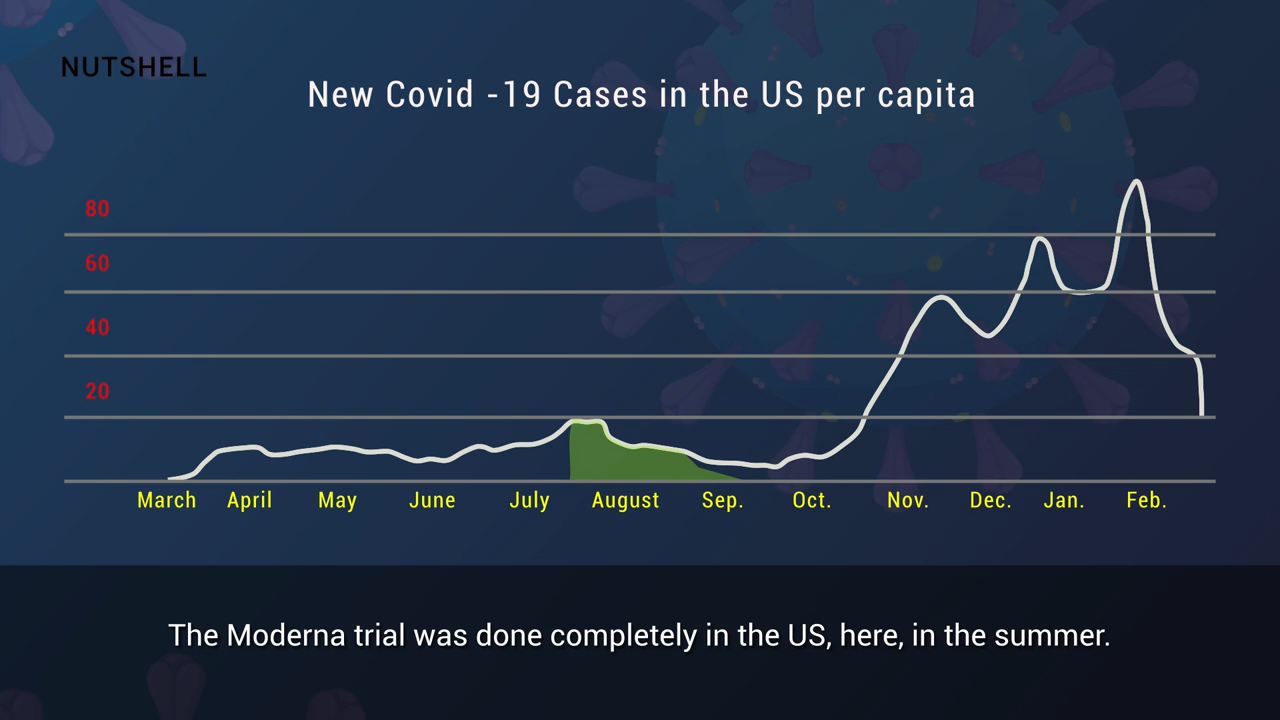 NUTSHELL
New Covid -19 Cases in the US per capita
80
60
40
20
March April May June July August Sep. Oct. Nov. Dec. Jan. Feb.
The Moderna trial was done completely in the US, here, in the summer.